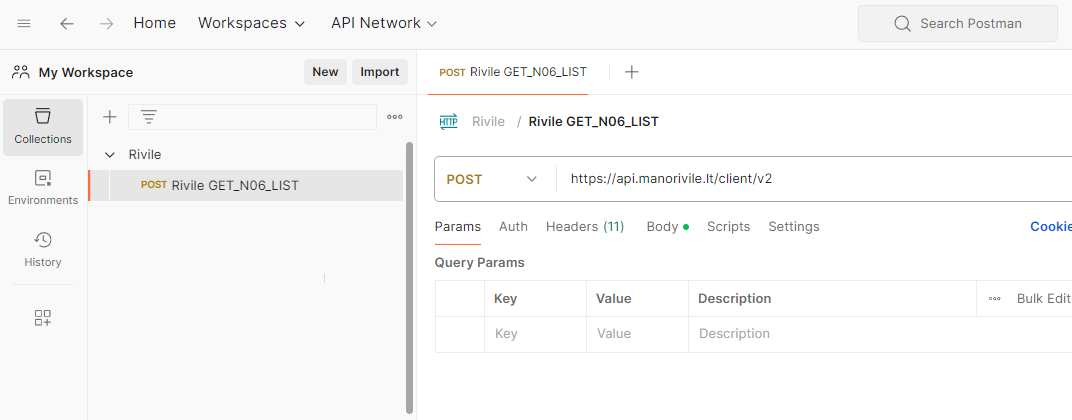 Home Workspaces API Network Search Postman
My Workspace New Import
POST Rivile GET_N06_LIST
Collections
Environments
History
Rivile
POST Rivile GET_N06_LIST
HTTP Rivile / Rivile GET_N06_LIST
POST https://api.manorivile.lt/client/v2
Params Auth Headers (11) Body Scripts Settings Cookie
Query Params
Key Value Description Bulk Edit
Key Value Description